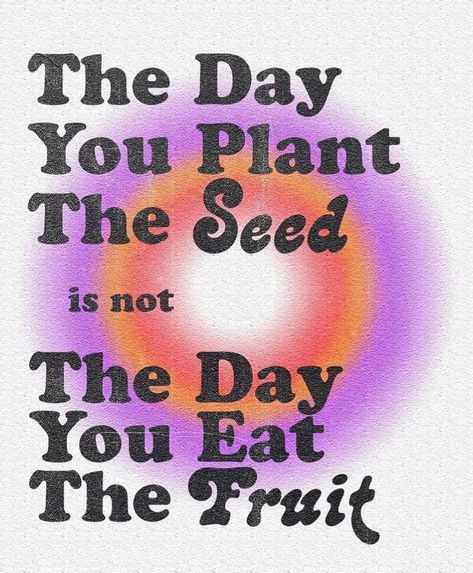 The Day
You Plant
The Seed
is not
The Day
You Eat
The Fruit